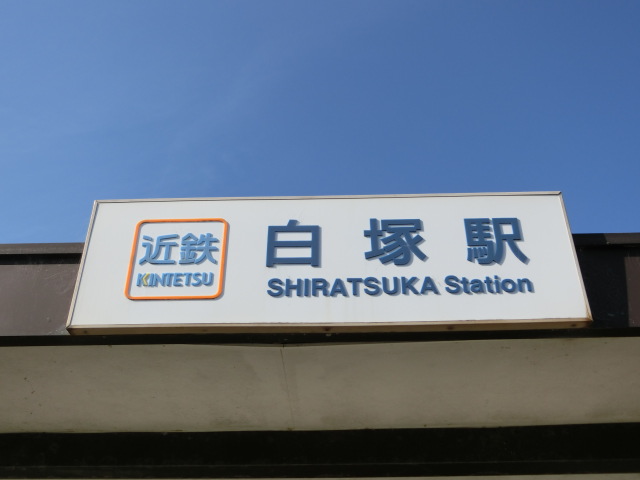 近鉄
KINTETSU
白塚駅
SHIRATSUKA Station